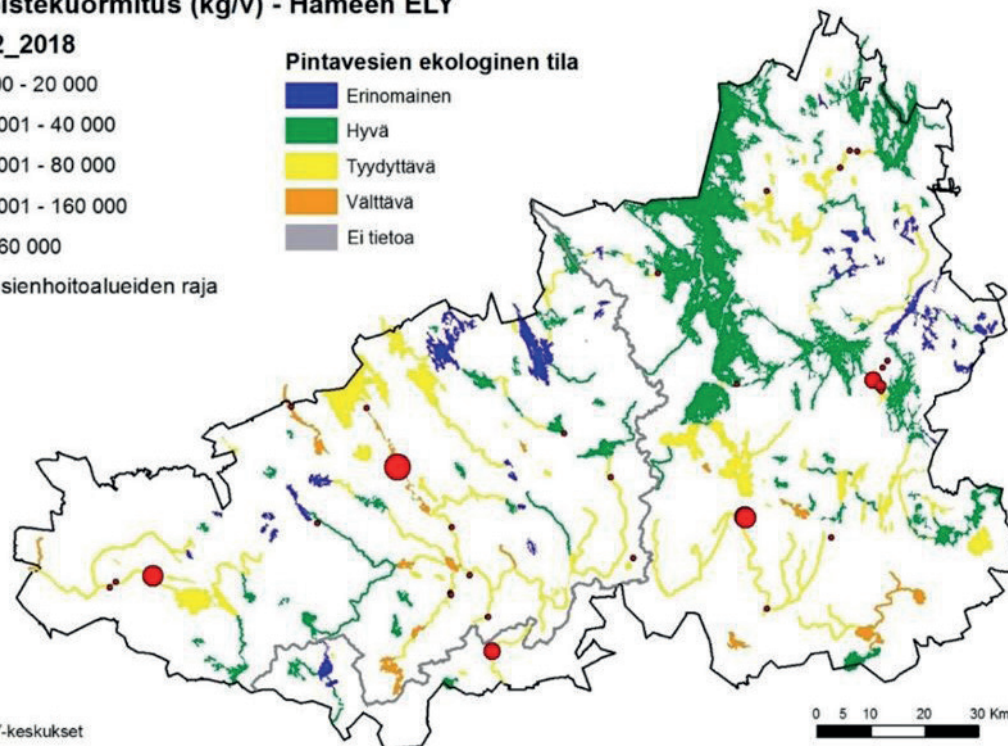 istekuormitus (kg/v) - Hämeen ELY
2_2018
00 - 20 000
001 - 40 000
001 - 80 000
001 - 160 000
60 000
sienhoitoalueiden raja
Pintavesien ekologinen tila
Erinomainen
Hyvä
Tyydyttävä
Välttävä
Ei tietoa
Y-keskukset
0 5 10 20 30 Km